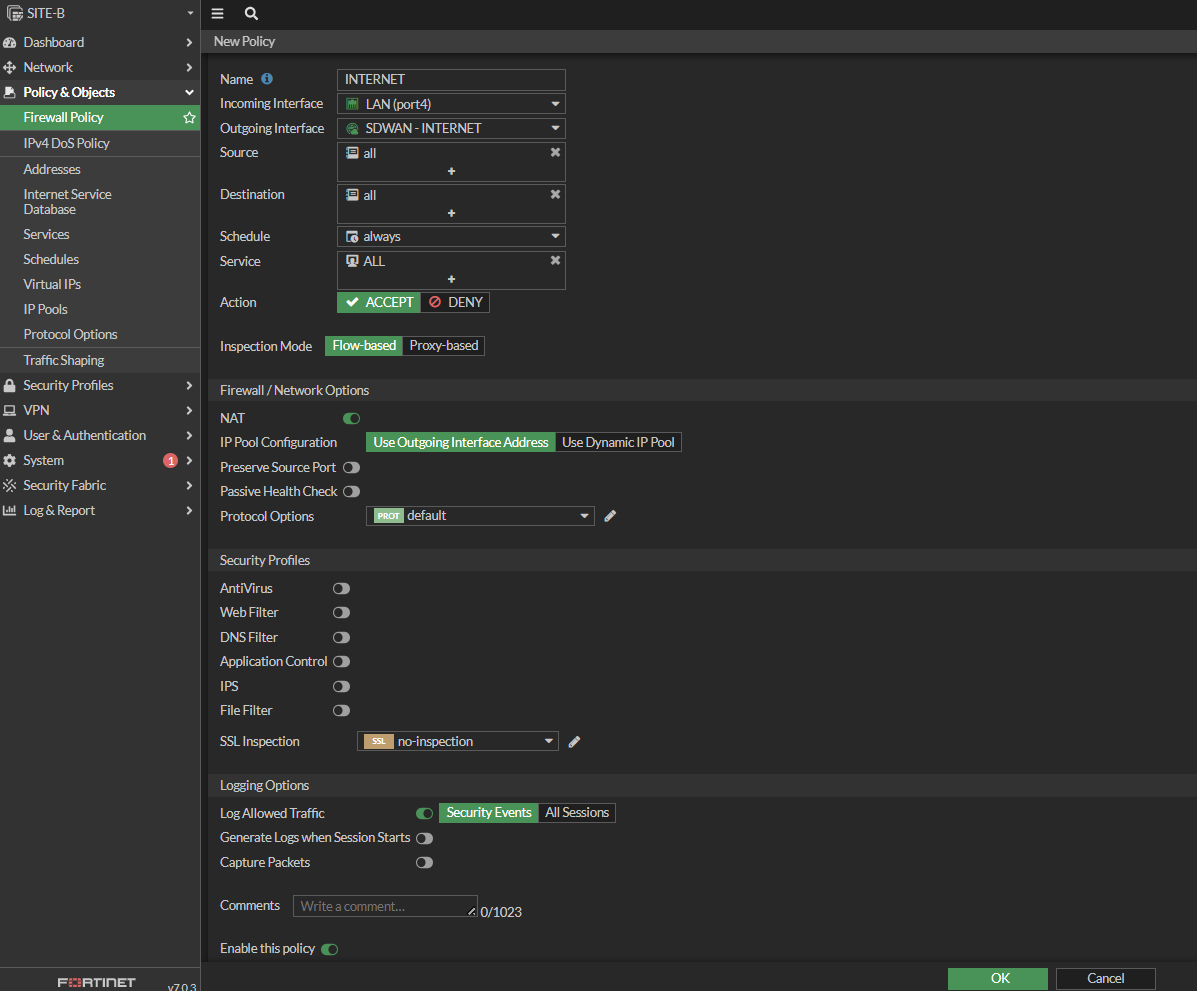 SITE-B
New Policy
Dashboard
Network
Policy & Objects
Firewall Policy
IPv4 DoS Policy
Addresses
Internet Service
Database
Services
Schedules
Virtual IPs
IP Pools
Protocol Options
Traffic Shaping
Security Profiles
VPN
User & Authentication
System 1
Security Fabric
Log & Report
FORTINET
v7.0.3
Name INTERNET
Incoming Interface LAN (port4)
Outgoing Interface SDWAN - INTERNET
Source all
+
Destination all
+
Schedule always
Service ALL
+
Action ACCEPT DENY
Inspection Mode Flow-based Proxy-based
Firewall / Network Options
NAT
IP Pool Configuration Use Outgoing Interface Address Use Dynamic IP Pool
Preserve Source Port
Passive Health Check
Protocol Options PROT default
Security Profiles
AntiVirus
Web Filter
DNS Filter
Application Control
IPS
File Filter
SSL Inspection SSL no-inspection
Logging Options
Log Allowed Traffic Security Events All Sessions
Generate Logs when Session Starts
Capture Packets
Comments Write a comment... 0/1023
Enable this policy
OK Cancel